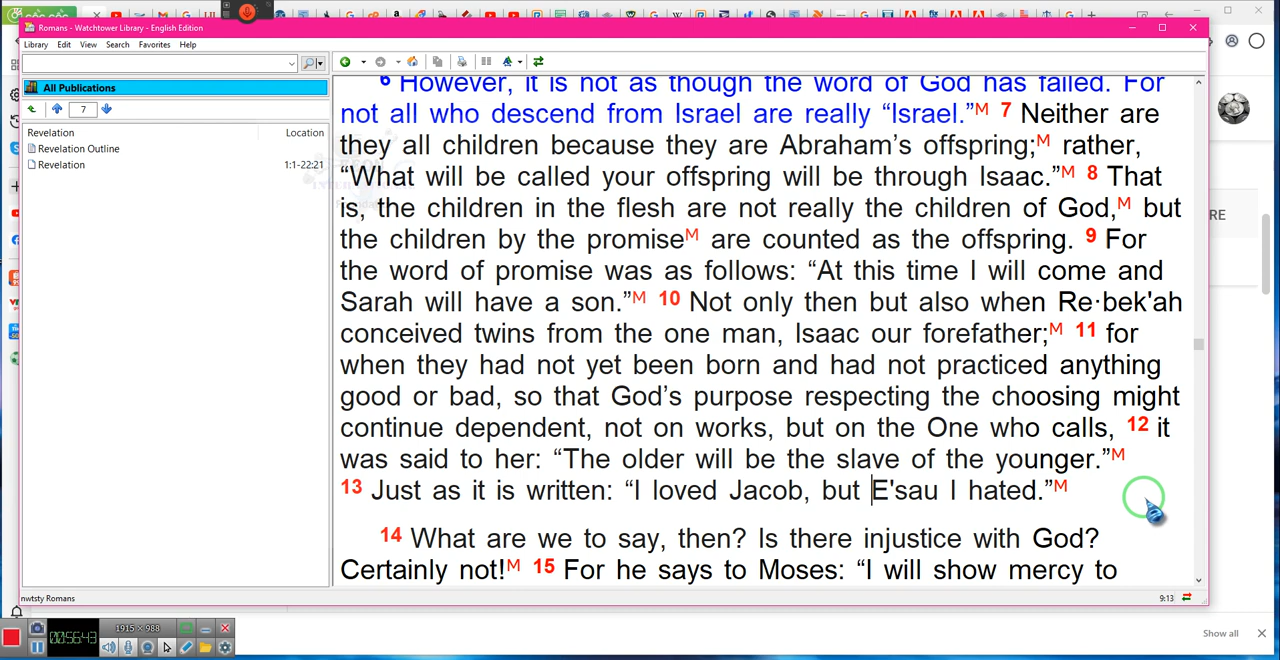 Romans - Watchtower Library - English Edition
Library Edit View Search Favorites Help
All Publications
7
Revelation Location
Revelation Outline
Revelation 1:1-22:21
6 However, it is not as though the word of God has failed. For
not all who descend from Israel are really “Israel.”M 7 Neither are
they all children because they are Abraham’s offspring;M rather,
“What will be called your offspring will be through Isaac.”M 8 That
is, the children in the flesh are not really the children of God,M but
the children by the promiseM are counted as the offspring. 9 For
the word of promise was as follows: “At this time I will come and
Sarah will have a son.”M 10 Not only then but also when Re·bek'ah
conceived twins from the one man, Isaac our forefather;M 11 for
when they had not yet been born and had not practiced anything
good or bad, so that God’s purpose respecting the choosing might
continue dependent, not on works, but on the One who calls, 12 it
was said to her: “The older will be the slave of the younger.”M
13 Just as it is written: “I loved Jacob, but E'sau I hated.”M
14 What are we to say, then? Is there injustice with God?
Certainly not!M 15 For he says to Moses: “I will show mercy to
nwtsty Romans 9:13
RE
00:56:43
1915 × 988
Show all